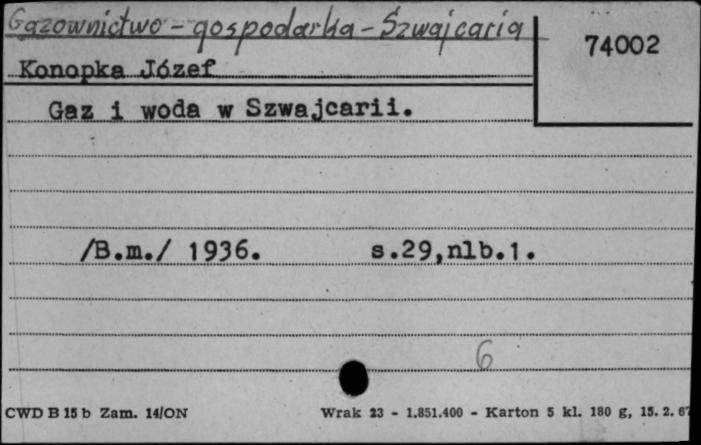 Gazownictwo - gospodarka - Szwajcaria
74002
Konopka Józef
Gaz i woda w Szwajcarii.
/B.m./ 1936. s.29,nlb.1.
6
CWD B 15 b Zam. 14/ON Wrak 23 - 1.851.400 - Karton 5 kl. 180 g, 15. 2. 67